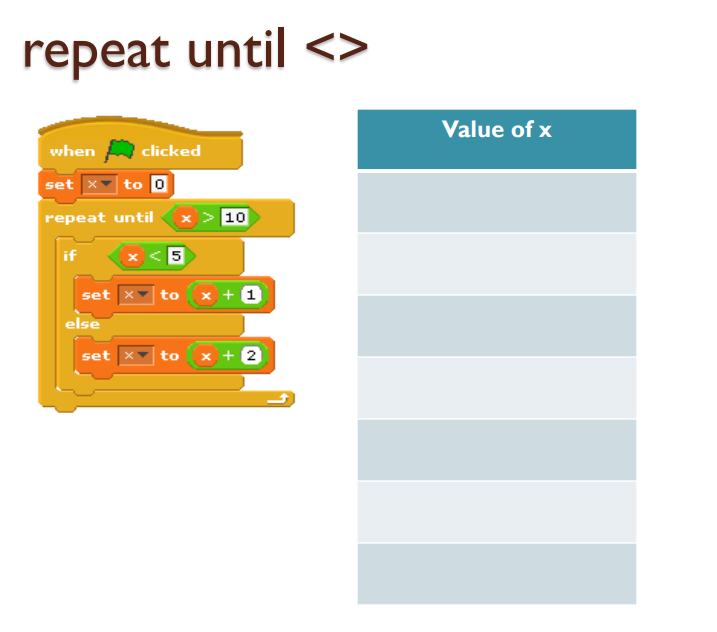 repeat until <>
when clicked
set x to 0
repeat until x > 10
if x < 5
set x to x + 1
else
set x to x + 2
Value of x